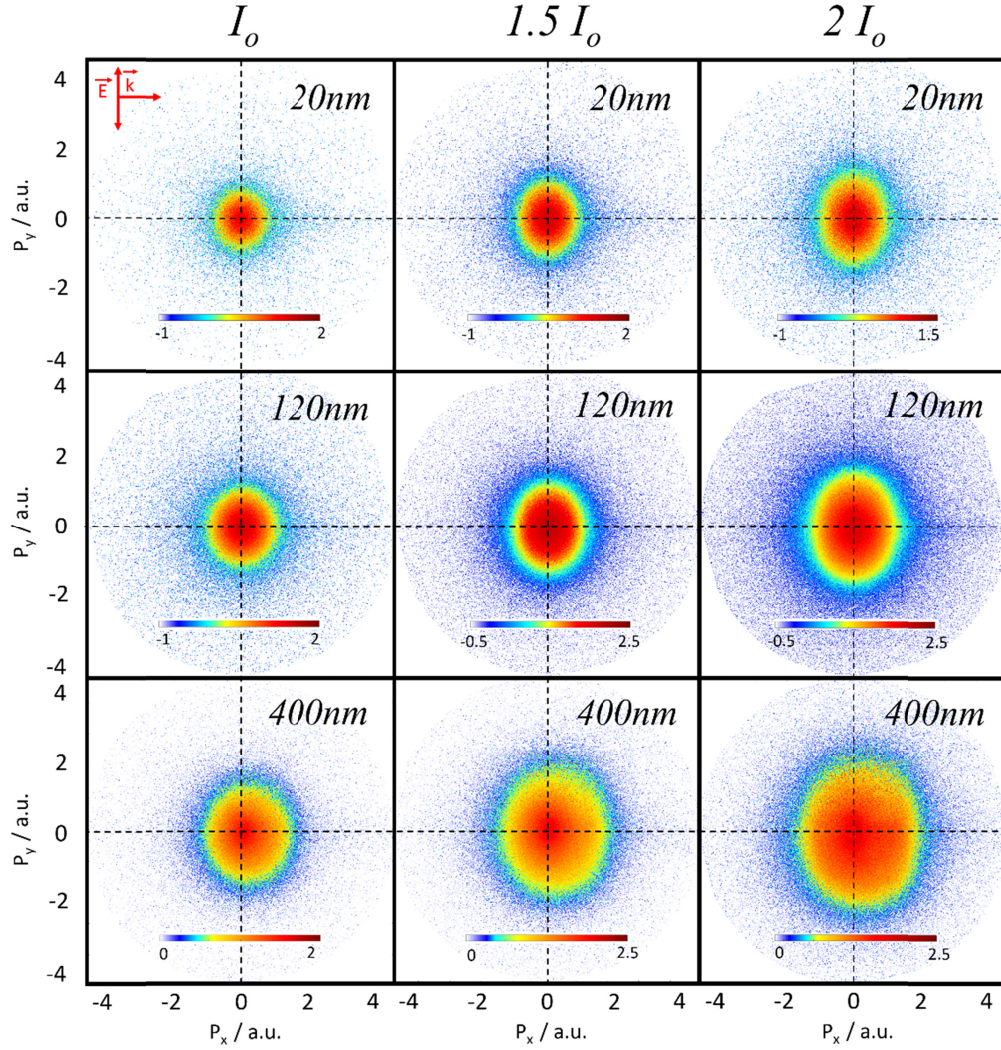 I_o 1.5 I_o 2 I_o
E k
4 20nm 20nm 20nm
2
P_y / a.u. 0
-2
-1 2 -1 2 -1 1.5
-4
4 120nm 120nm 120nm
2
P_y / a.u. 0
-2
-1 2 -0.5 2.5 -0.5 2.5
-4
4 400nm 400nm 400nm
2
P_y / a.u. 0
-2
0 2 0 2.5 0 2.5
-4
-4 -2 0 2 4 -4 -2 0 2 4 -4 -2 0 2 4
P_x / a.u. P_x / a.u. P_x / a.u.